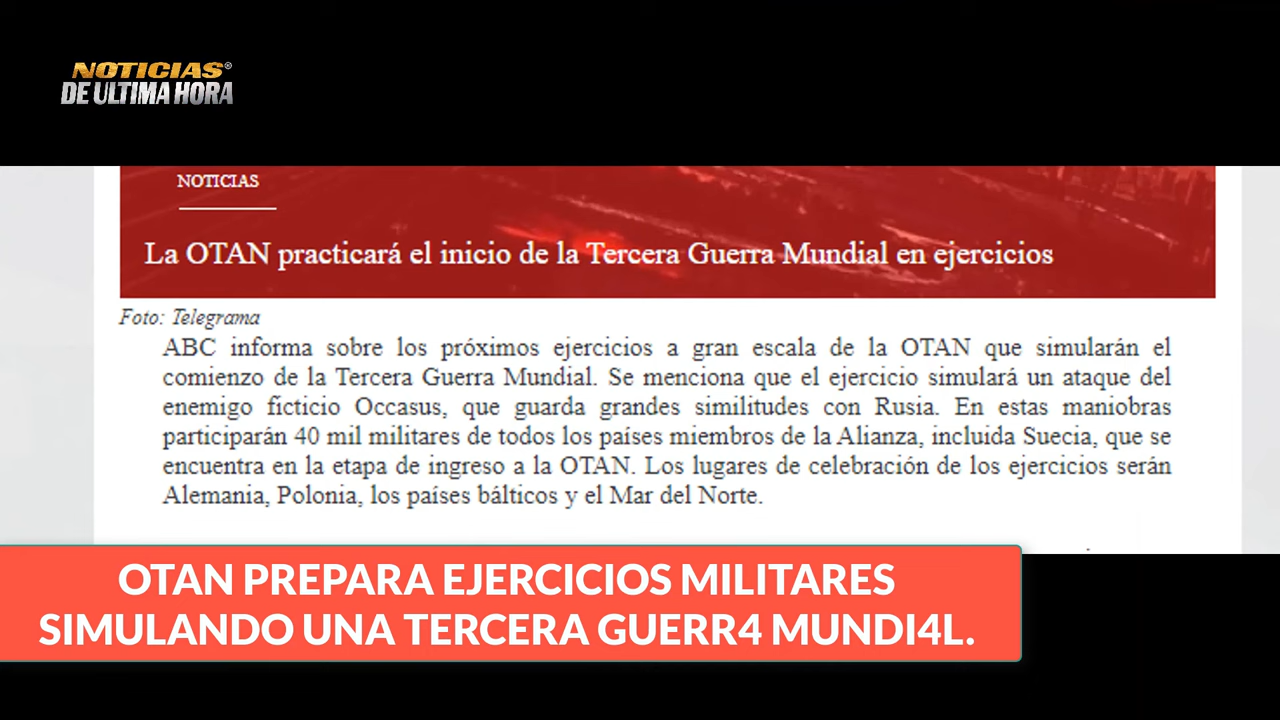 NOTICIAS®
DE ULTIMA HORA
NOTICIAS
La OTAN practicará el inicio de la Tercera Guerra Mundial en ejercicios
Foto: Telegrama
ABC informa sobre los próximos ejercicios a gran escala de la OTAN que simularán el
comienzo de la Tercera Guerra Mundial. Se menciona que el ejercicio simulará un ataque del
enemigo ficticio Occasus, que guarda grandes similitudes con Rusia. En estas maniobras
participarán 40 mil militares de todos los países miembros de la Alianza, incluida Suecia, que se
encuentra en la etapa de ingreso a la OTAN. Los lugares de celebración de los ejercicios serán
Alemania, Polonia, los países bálticos y el Mar del Norte.
OTAN PREPARA EJERCICIOS MILITARES
SIMULANDO UNA TERCERA GUERR4 MUNDI4L.